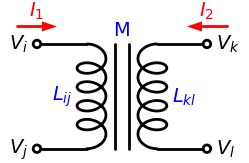 I₁ I₂
M
Vᵢ Vₖ
Lᵢⱼ Lₖₗ
Vⱼ Vₗ